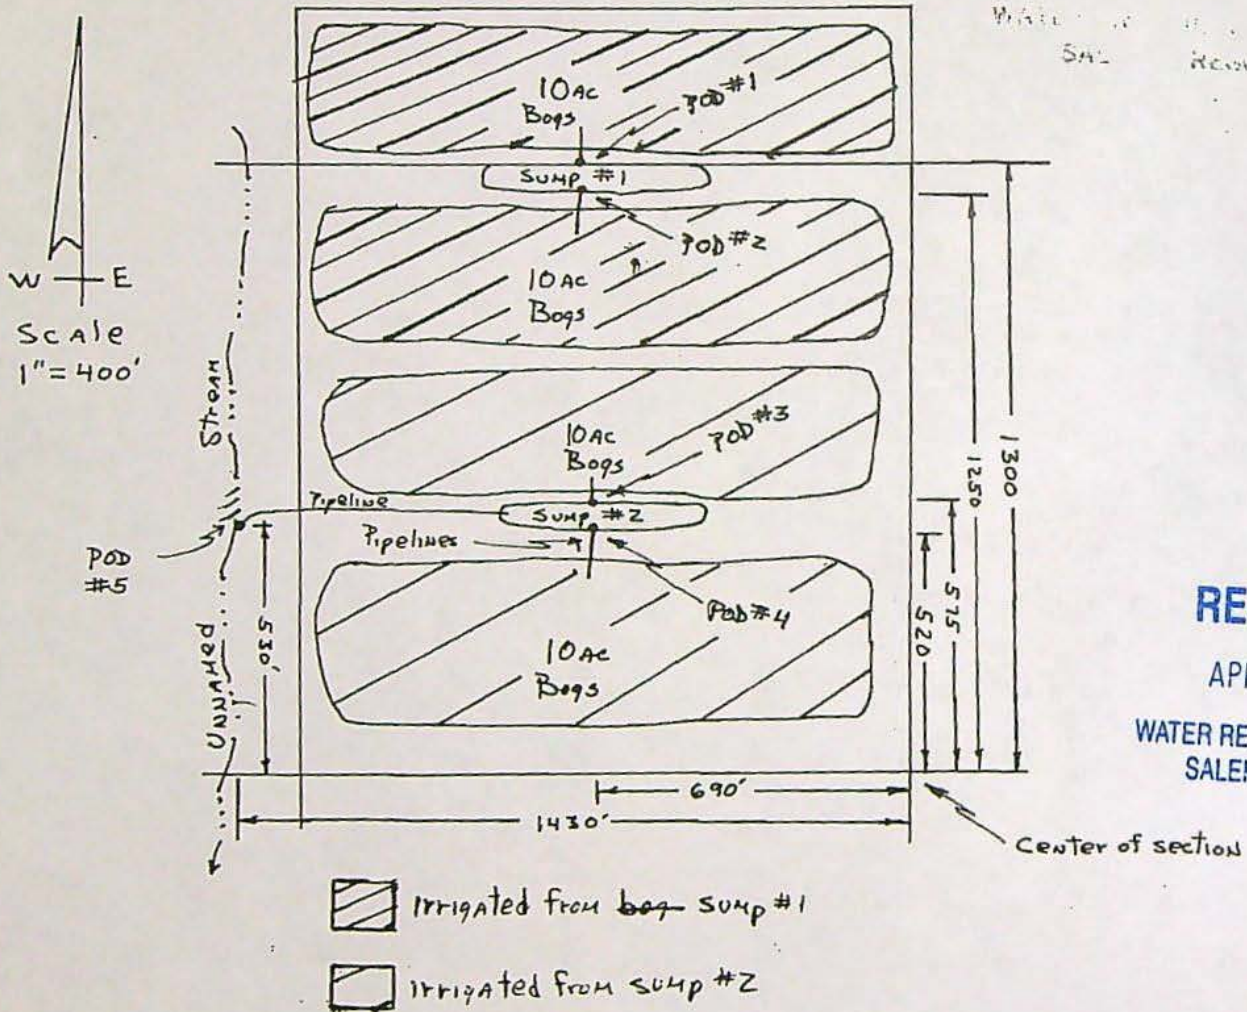 10 Ac
Bogs
POD #1
SUMP #1
W E
Scale
1" = 400'
POD #2
10 Ac
Bogs
Stream
1300
1250
10 Ac
Bogs
POD #3
Pipeline
SUMP #2
Pipelines
POD
#5
RE
575
520
POD #4
530'
Unnamed
10 Ac
Bogs
WATER RE
SALE
690'
1430'
Center of section
irrigated from bog sump #1
irrigated from sump #2